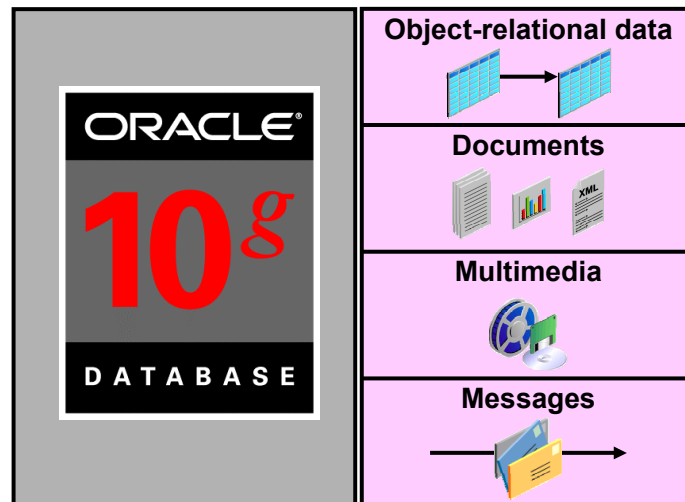 ORACLE®
10g
DATABASE
Object-relational data
Documents
XML
Multimedia
Messages